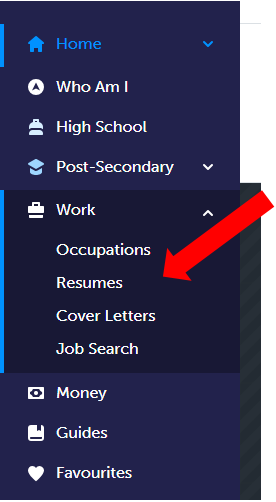 Home
Who Am I
High School
Post-Secondary
Work
Occupations
Resumes
Cover Letters
Job Search
Money
Guides
Favourites